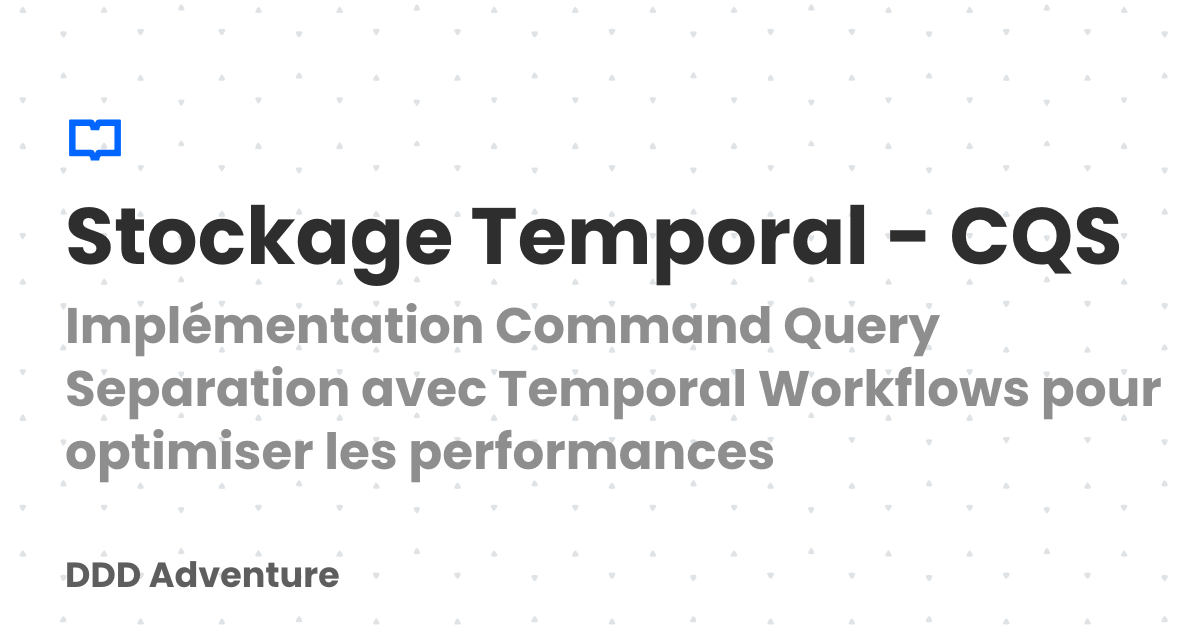 Stockage Temporal - CQS
Implémentation Command Query
Separation avec Temporal Workflows pour
optimiser les performances
DDD Adventure